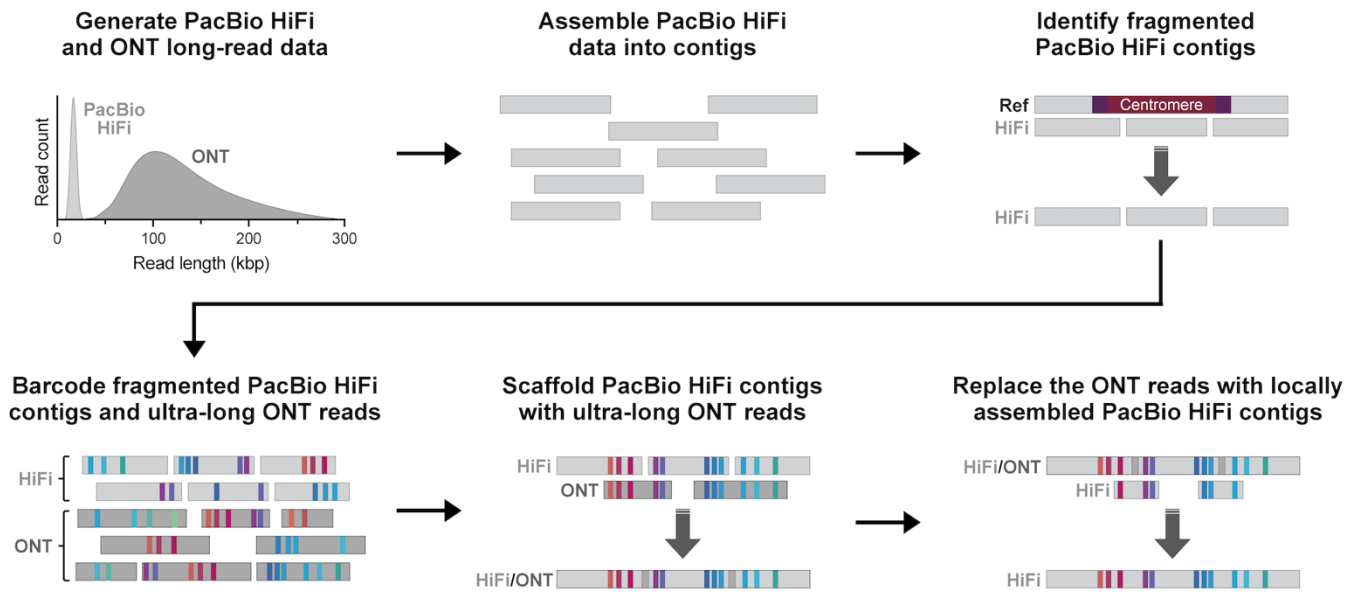 Generate PacBio HiFi
and ONT long-read data
PacBio
HiFi
ONT
Read count
0
100
200
300
Read length (kbp)
Assemble PacBio HiFi
data into contigs
Identify fragmented
PacBio HiFi contigs
Ref
Centromere
HiFi
HiFi
Barcode fragmented PacBio HiFi
contigs and ultra-long ONT reads
HiFi
ONT
Scaffold PacBio HiFi contigs
with ultra-long ONT reads
HiFi
ONT
HiFi/ONT
Replace the ONT reads with locally
assembled PacBio HiFi contigs
HiFi/ONT
HiFi
HiFi